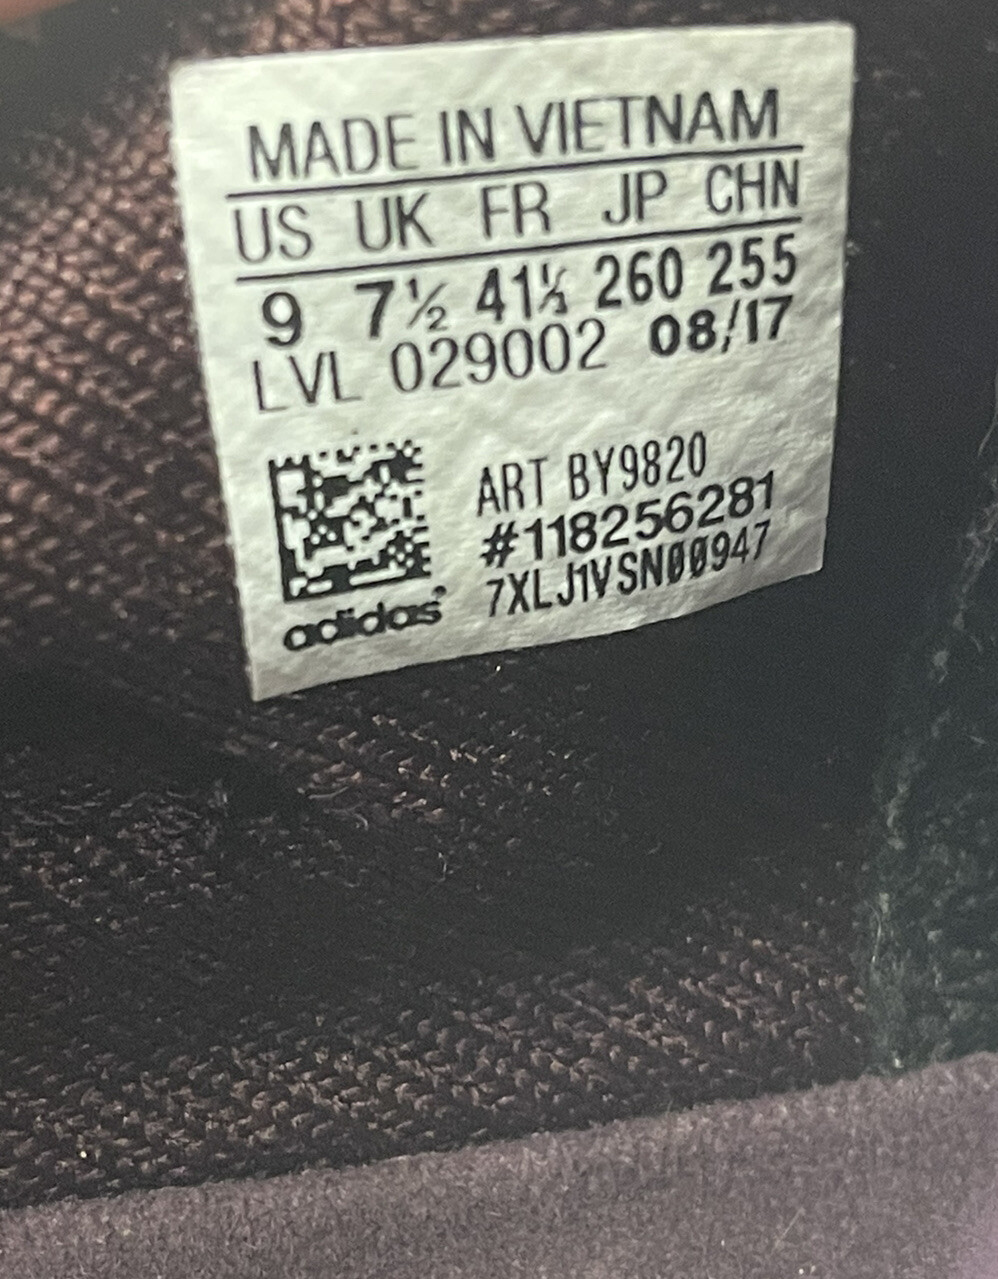 MADE IN VIETNAM
US UK FR JP CHN
9 7½ 41⅓ 260 255
LVL 029002 08/17
ART BY9820
#118256281
7XLJ1VSN00947
adidas